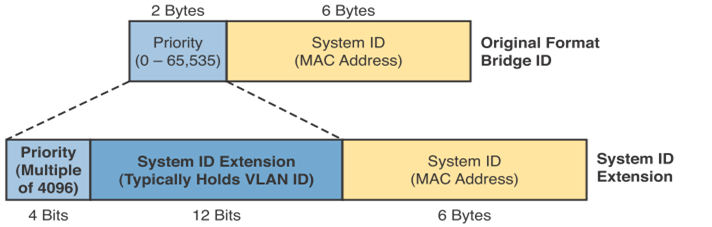 2 Bytes
6 Bytes
Priority
(0 – 65,535)
System ID
(MAC Address)
Original Format
Bridge ID
Priority
(Multiple
of 4096)
System ID Extension
(Typically Holds VLAN ID)
System ID
(MAC Address)
System ID
Extension
4 Bits
12 Bits
6 Bytes